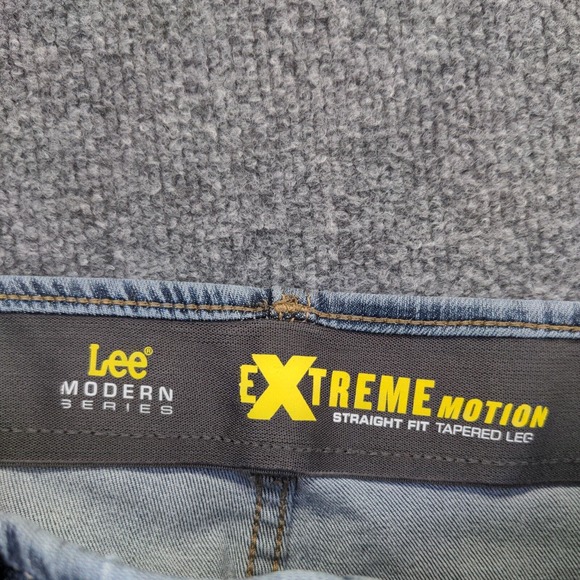 Lee®
MODERN
SERIES
EXTREME MOTION
STRAIGHT FIT TAPERED LEG